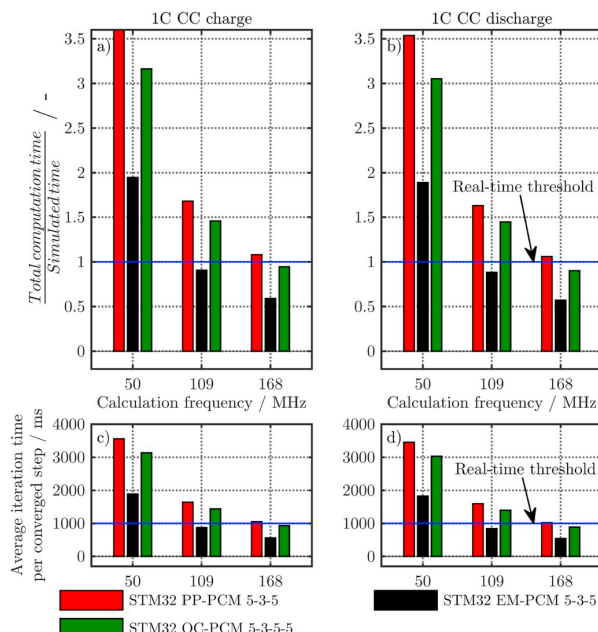 1C CC charge
1C CC discharge
a)
b)
3.5
3
2.5
2
1.5
1
0.5
0
3.5
3
2.5
2
1.5
1
0.5
0
Total computation time / Simulated time / -
Real-time threshold
50 109 168
50 109 168
Calculation frequency / MHz
Calculation frequency / MHz
c)
d)
4000
3000
2000
1000
0
4000
3000
2000
1000
0
Average iteration time
per converged step / ms
Real-time threshold
50 109 168
50 109 168
STM32 PP-PCM 5-3-5
STM32 EM-PCM 5-3-5
STM32 QC-PCM 5-3-5-5